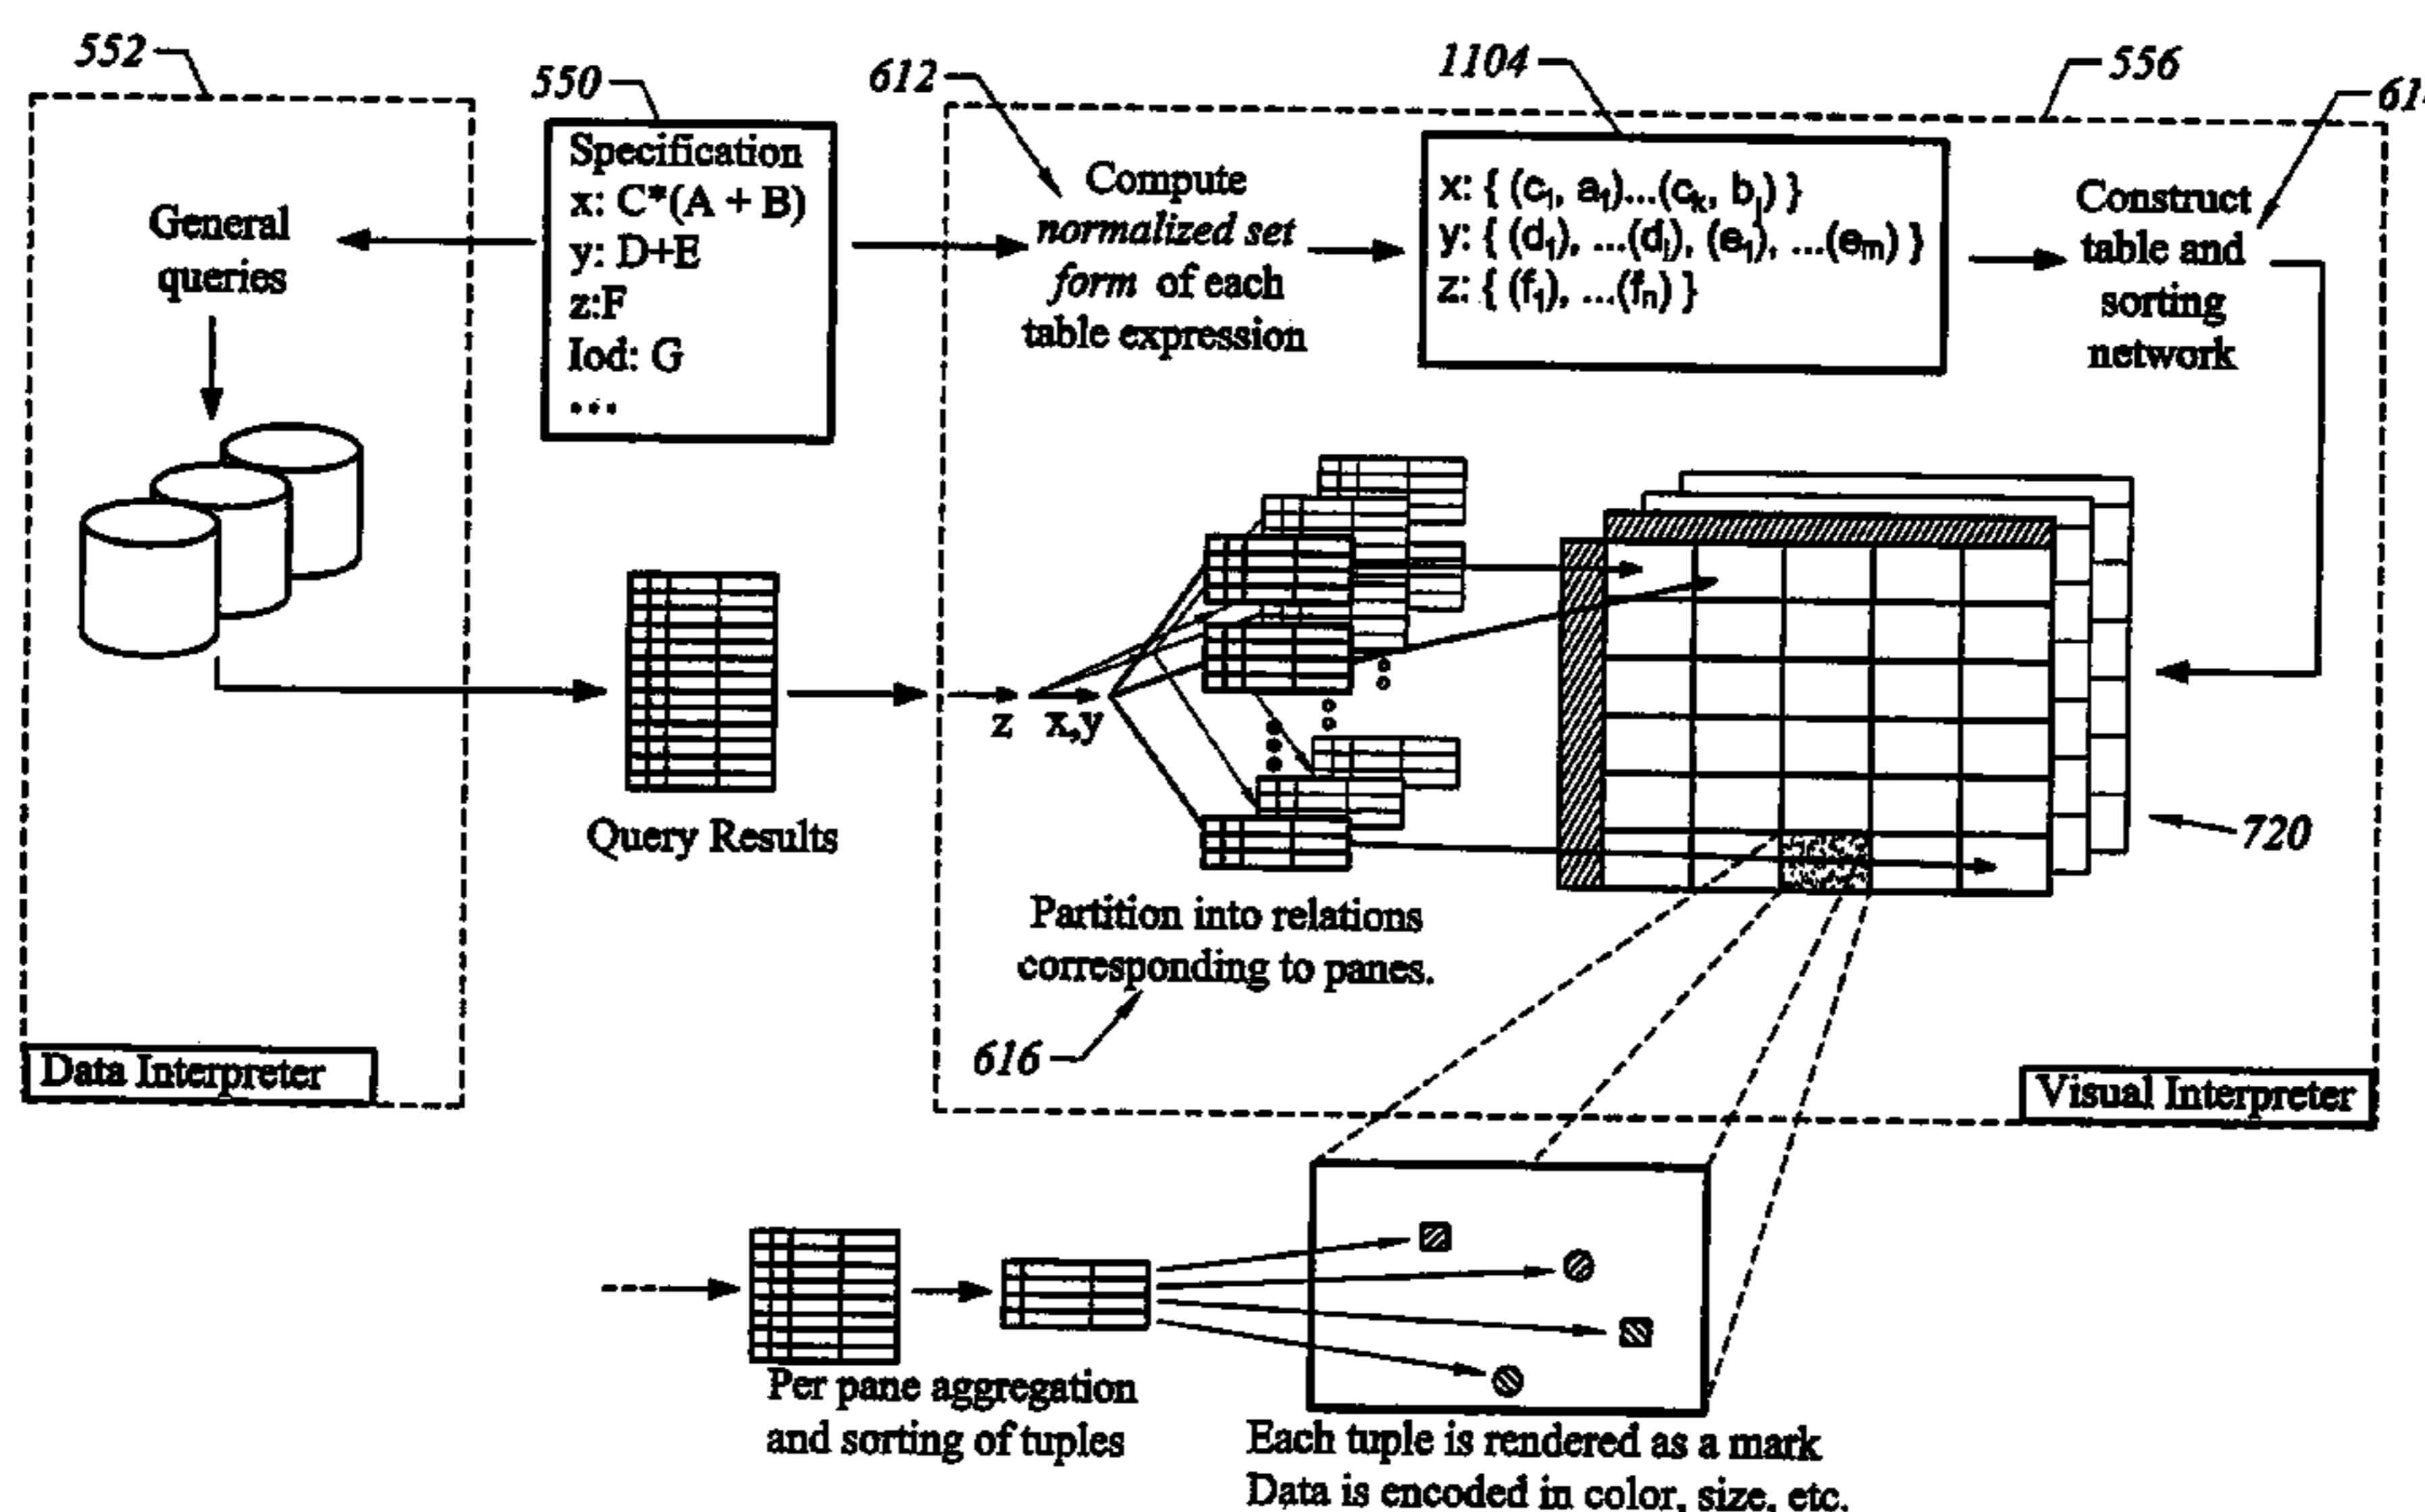 552
550
612
1104
556
General
queries
Specification
x: C*(A + B)
y: D+E
z:F
Iod: G
...
Compute
normalized set
form of each
table expression
x: { (c₁, a₁)...(cₖ, bⱼ) }
y: { (d₁), ...(dₗ), (e₁), ...(eₘ) }
z: { (f₁), ...(fₙ) }
Construct
table and
sorting
network
z x,y
Query Results
720
Partition into relations
corresponding to panes.
616
Data Interpreter
Visual Interpreter
Per pane aggregation
and sorting of tuples
Each tuple is rendered as a mark
Data is encoded in color, size, etc.